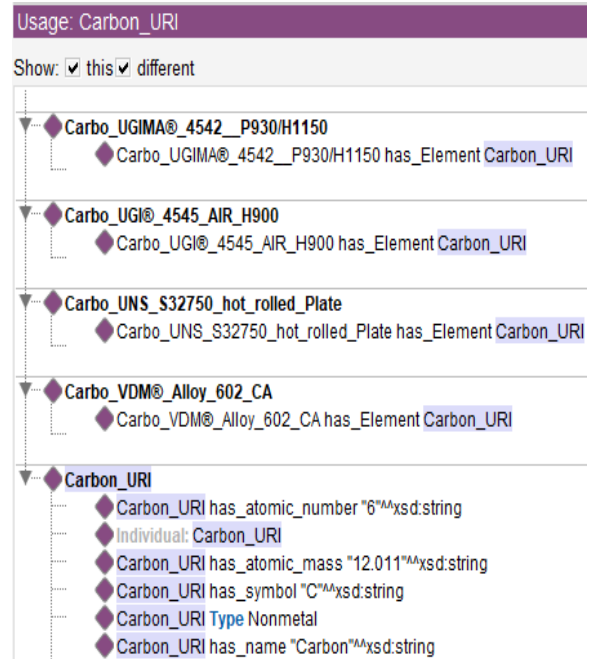 Usage: Carbon_URI
Show: this different
Carbo_UGIMA®_4542__P930/H1150
Carbo_UGIMA®_4542__P930/H1150 has_Element Carbon_URI
Carbo_UGI®_4545_AIR_H900
Carbo_UGI®_4545_AIR_H900 has_Element Carbon_URI
Carbo_UNS_S32750_hot_rolled_Plate
Carbo_UNS_S32750_hot_rolled_Plate has_Element Carbon_URI
Carbo_VDM®_Alloy_602_CA
Carbo_VDM®_Alloy_602_CA has_Element Carbon_URI
Carbon_URI
Carbon_URI has_atomic_number "6"^^xsd:string
Individual: Carbon_URI
Carbon_URI has_atomic_mass "12.011"^^xsd:string
Carbon_URI has_symbol "C"^^xsd:string
Carbon_URI Type Nonmetal
Carbon_URI has_name "Carbon"^^xsd:string